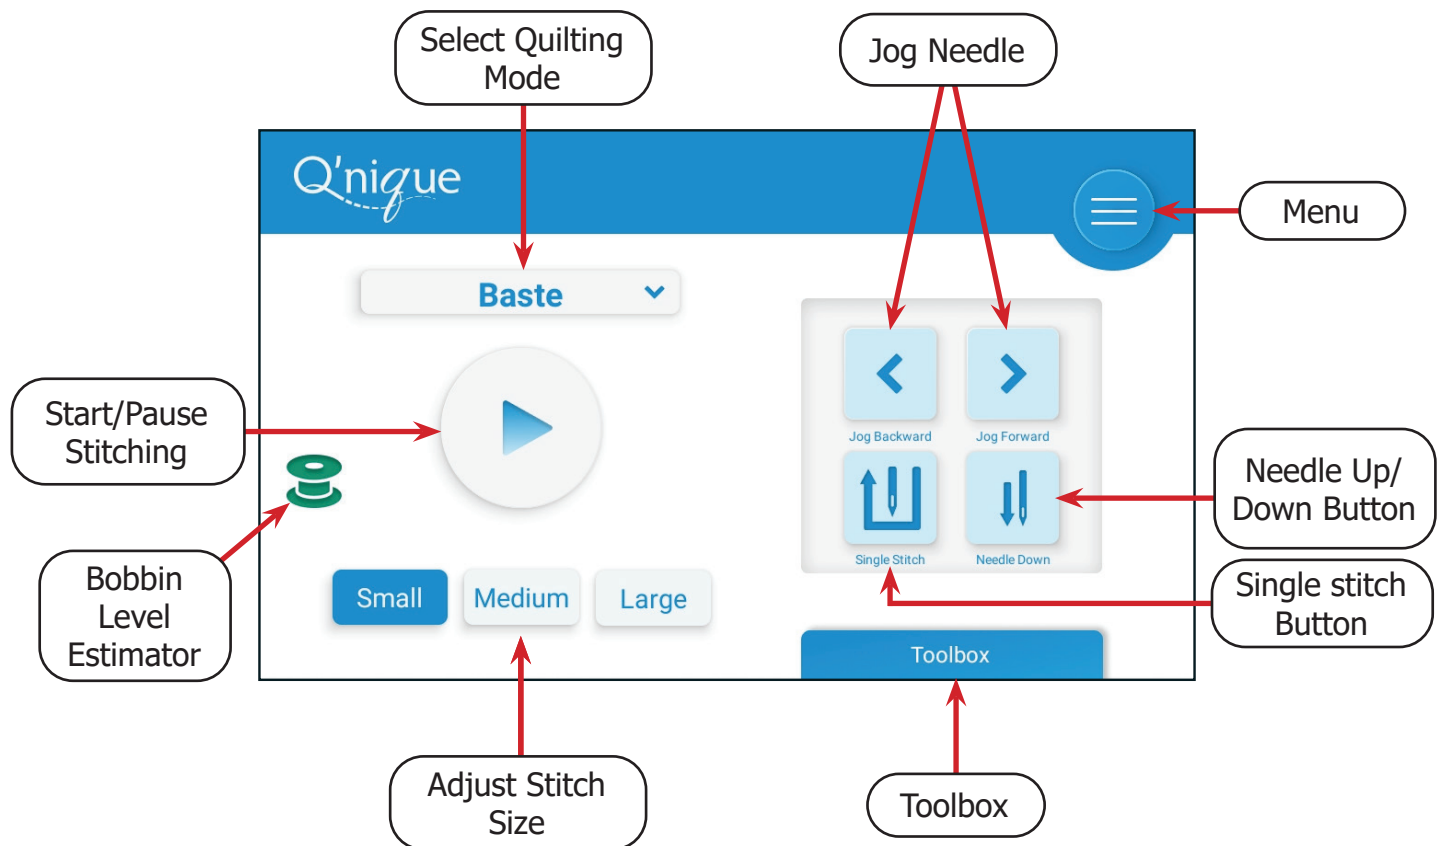 Select Quilting
Mode
Jog Needle
Q'nique
Menu
Baste
Start/Pause
Stitching
Jog Backward
Jog Forward
Needle Up/
Down Button
Single Stitch
Needle Down
Bobbin
Level
Estimator
Small
Medium
Large
Single stitch
Button
Toolbox
Adjust Stitch
Size
Toolbox